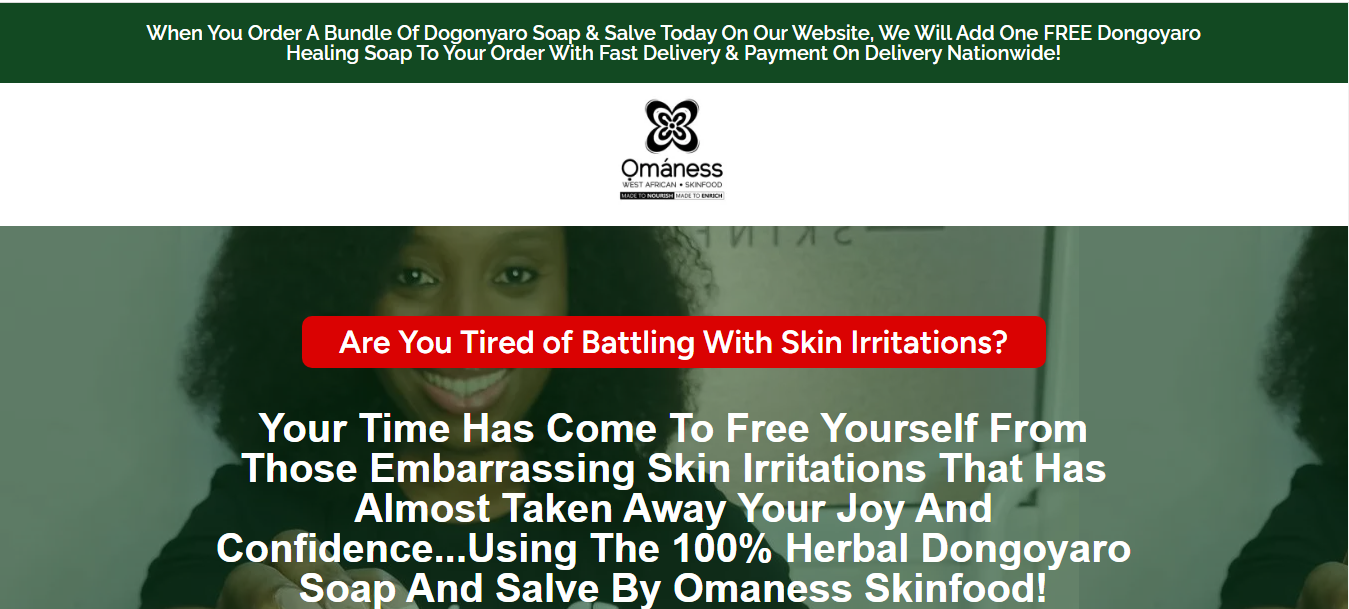 When You Order A Bundle Of Dogonyaro Soap & Salve Today On Our Website, We Will Add One FREE Dongoyaro
Healing Soap To Your Order With Fast Delivery & Payment On Delivery Nationwide!
Ọmáness
WEST AFRICAN • SKINFOOD
MADE TO NOURISH MADE TO ENRICH
Are You Tired of Battling With Skin Irritations?
Your Time Has Come To Free Yourself From
Those Embarrassing Skin Irritations That Has
Almost Taken Away Your Joy And
Confidence...Using The 100% Herbal Dongoyaro
Soap And Salve By Omaness Skinfood!